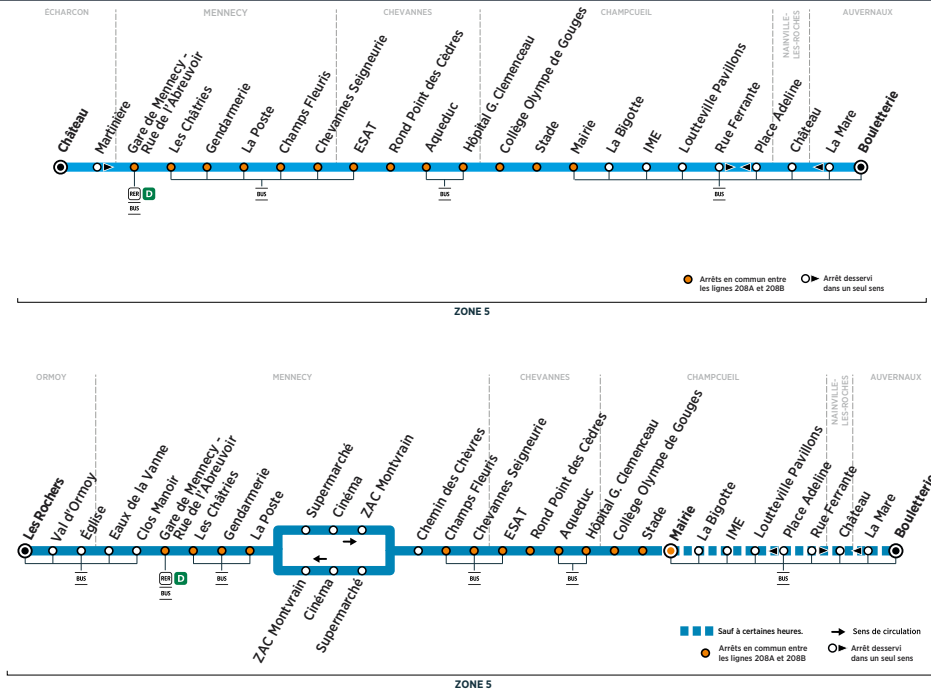 ÉCHARCON
MENNECY
CHEVANNES
CHAMPCUEIL
NAINVILLE-
LES-ROCHES
AUVERNAUX
Château
Martinière
Gare de Mennecy -
Rue de l'Abreuvoir
Les Châtries
Gendarmerie
La Poste
Champs Fleuris
Chevannes Seigneurie
ESAT
Rond Point des Cèdres
Aqueduc
Hôpital G. Clemenceau
Collège Olympe de Gouges
Stade
Mairie
La Bigotte
IME
Loutteville Pavillons
Rue Ferrante
Place Adeline
Château
La Mare
Bouletterie
RER D
BUS
BUS
BUS
BUS
Arrêts en commun entre
les lignes 208A et 208B
Arrêt desservi
dans un seul sens
ZONE 5
ORMOY
MENNECY
CHEVANNES
CHAMPCUEIL
NAINVILLE-
LES-ROCHES
AUVERNAUX
Les Rochers
Val d'Ormoy
Église
Eaux de la Vanne
Clos Manoir
Gare de Mennecy -
Rue de l'Abreuvoir
Les Châtries
Gendarmerie
La Poste
Supermarché
Cinéma
ZAC Montvrain
ZAC Montvrain
Cinéma
Supermarché
Chemin des Chèvres
Champs Fleuris
Chevannes Seigneurie
ESAT
Rond Point des Cèdres
Aqueduc
Hôpital G. Clemenceau
Collège Olympe de Gouges
Stade
Mairie
La Bigotte
IME
Loutteville Pavillons
Place Adeline
Rue Ferrante
Château
La Mare
Bouletterie
BUS
RER D
BUS
BUS
BUS
BUS
BUS
Sauf à certaines heures.
Sens de circulation
Arrêts en commun entre
les lignes 208A et 208B
Arrêt desservi
dans un seul sens
ZONE 5